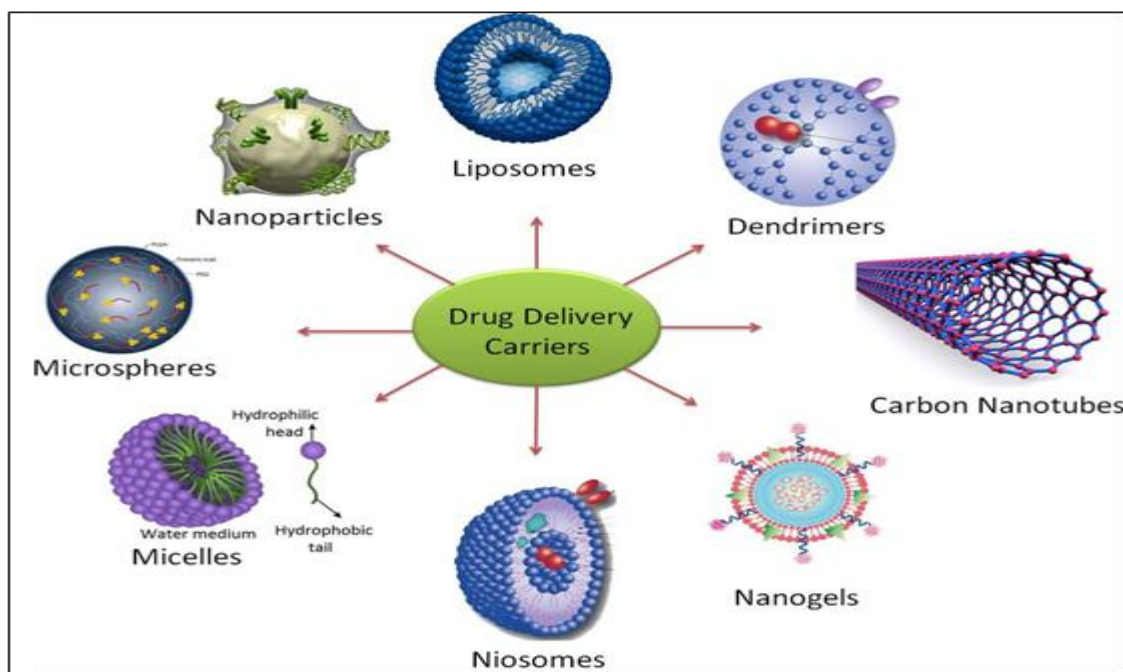 Liposomes
Nanoparticles
Dendrimers
Drug Delivery
Carriers
Microspheres
Carbon Nanotubes
Hydrophilic
head
Water medium
Hydrophobic
tail
Micelles
Nanogels
Niosomes